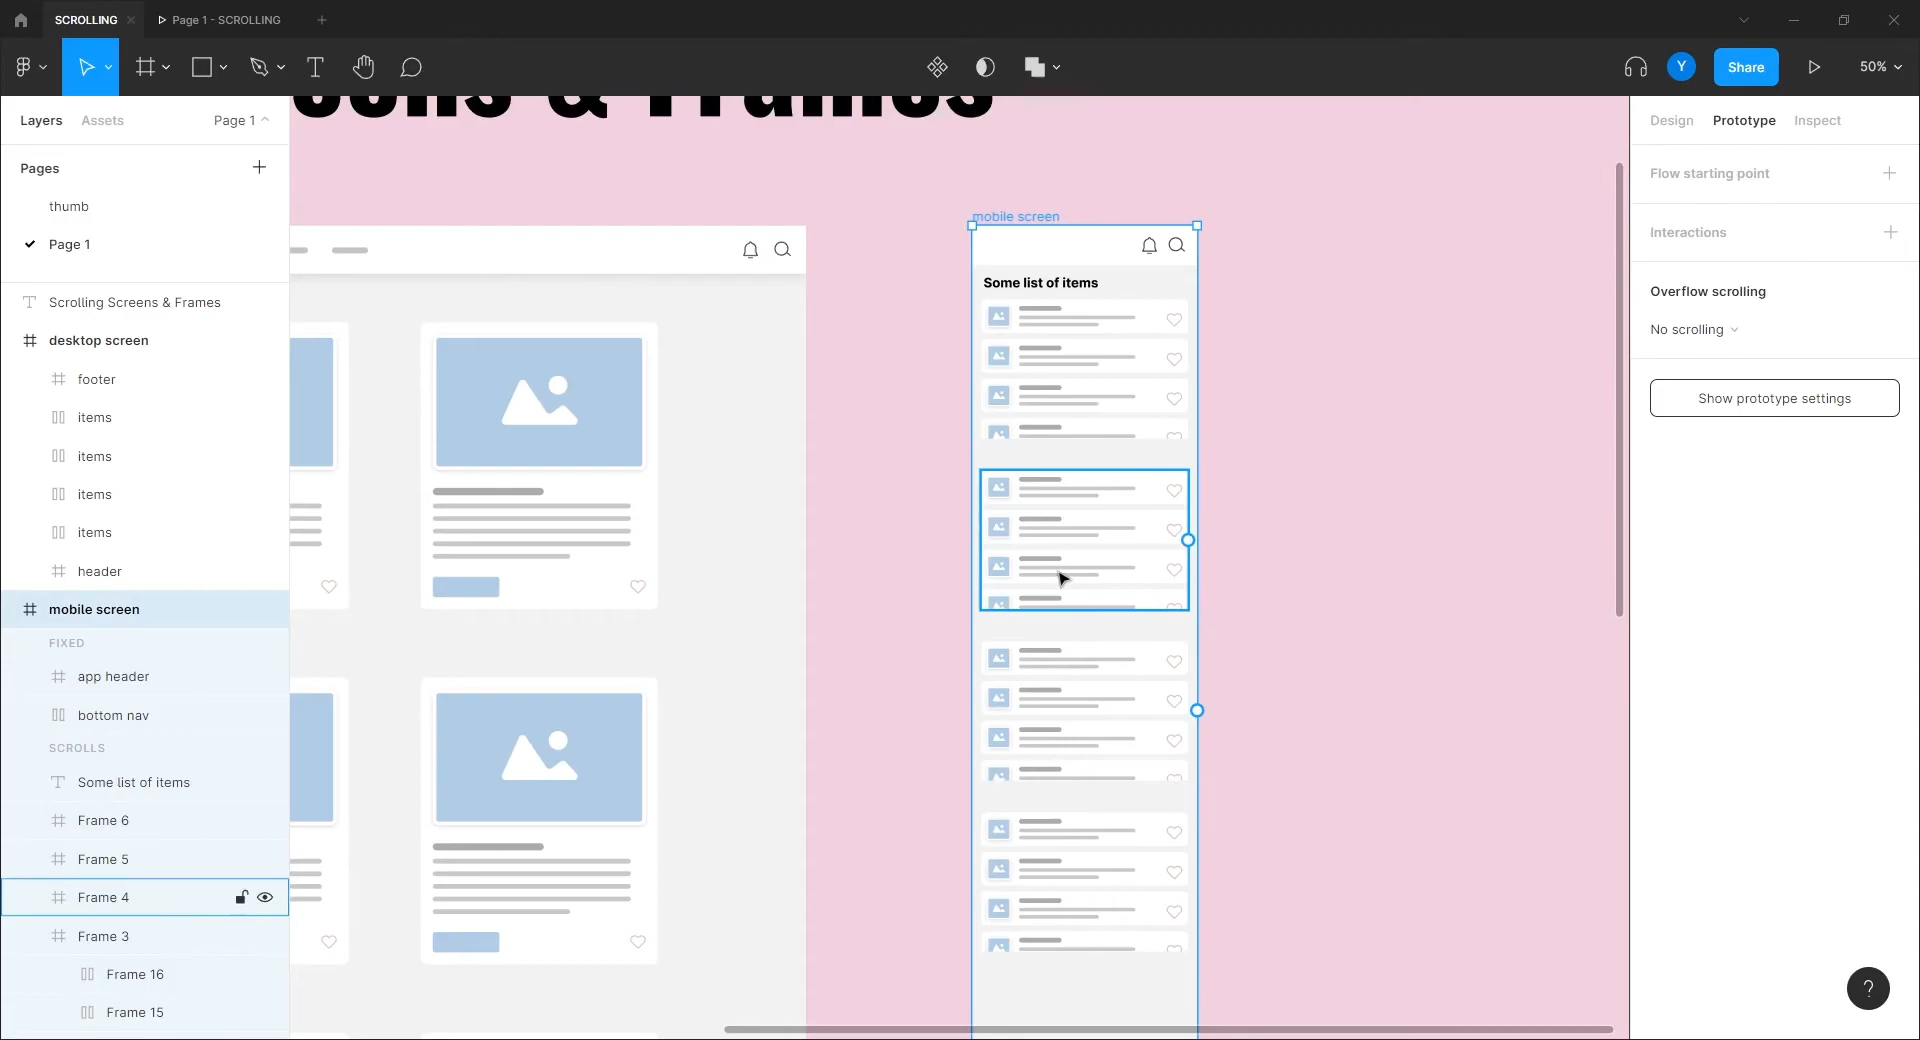 SCROLLING
Page 1 - SCROLLING
Y
Share
50%
Layers
Assets
Page 1
Pages
thumb
Page 1
Scrolling Screens & Frames
desktop screen
footer
items
items
items
items
header
mobile screen
FIXED
app header
bottom nav
SCROLLS
Some list of items
Frame 6
Frame 5
Frame 4
Frame 3
Frame 16
Frame 15
& Frames
mobile screen
Some list of items
Design
Prototype
Inspect
Flow starting point
Interactions
Overflow scrolling
No scrolling
Show prototype settings
?